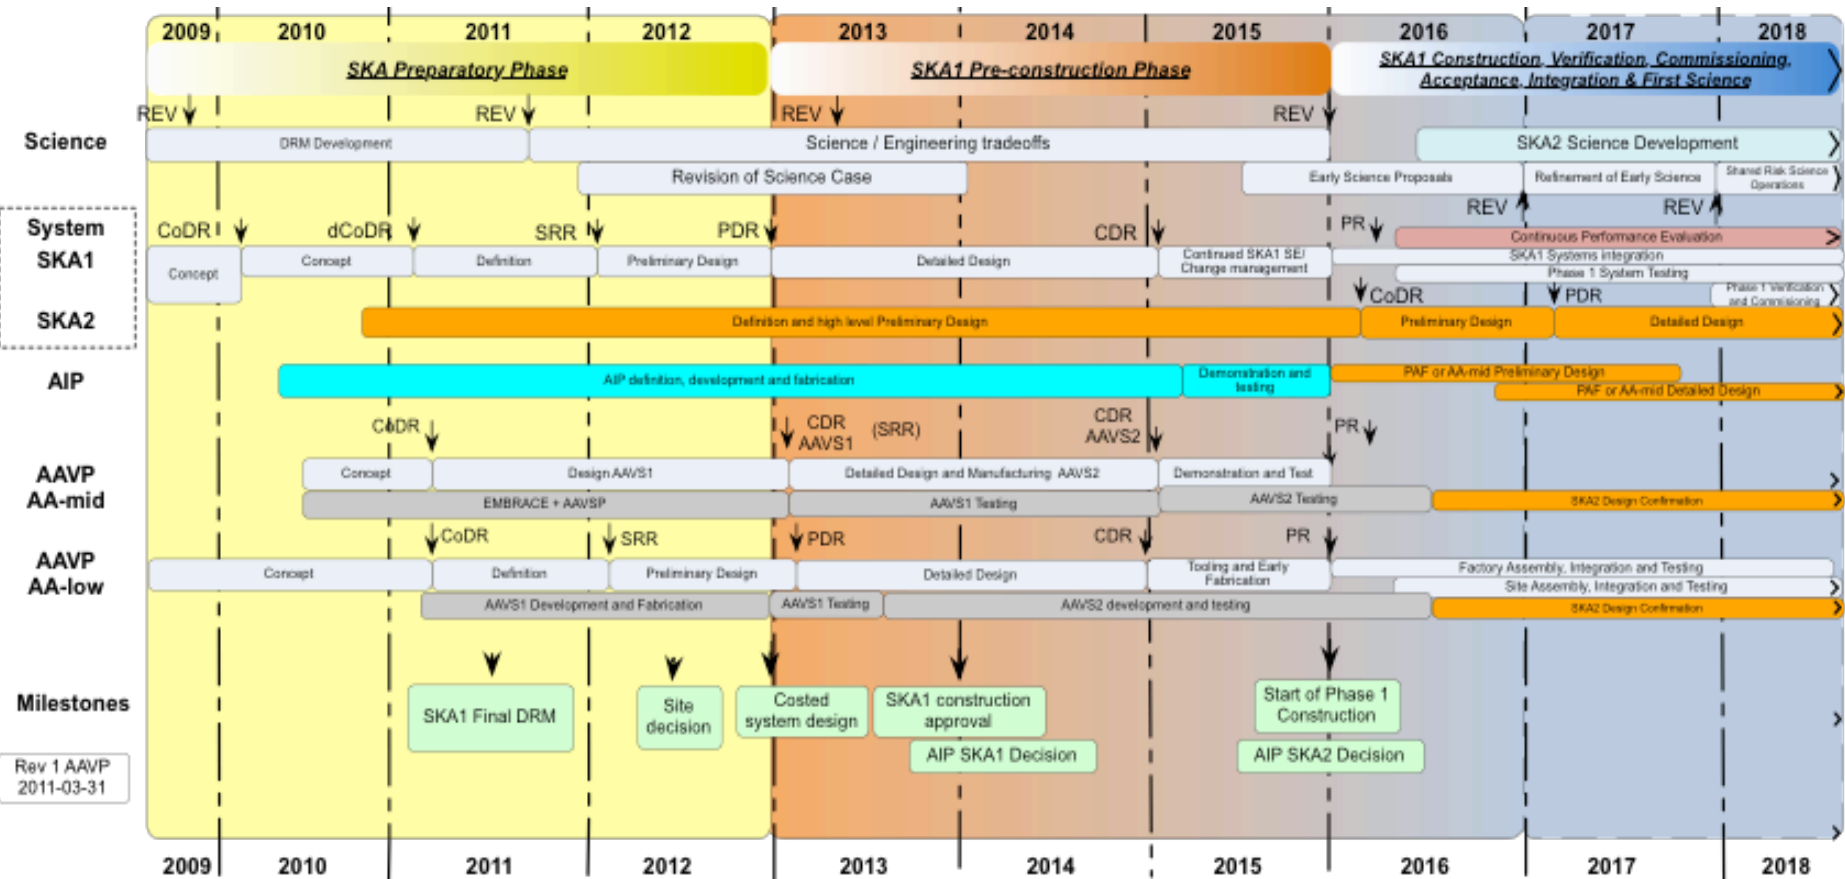 2009 2010 2011 2012 2013 2014 2015 2016 2017 2018
SKA Preparatory Phase
SKA1 Pre-construction Phase
SKA1 Construction, Verification, Commissioning,
Acceptance, Integration & First Science
REV REV REV REV
Science
DRM Development
Science / Engineering tradeoffs
SKA2 Science Development
Revision of Science Case
Early Science Proposals
Refinement of Early Science
Shared Risk Science
Operations
REV REV
System
CoDR dCoDR SRR PDR CDR PR
Continuous Performance Evaluation
SKA1
Concept
Concept
Definition
Preliminary Design
Detailed Design
Continued SKA1 SE/
Change management
SKA1 Systems integration
Phase 1 System Testing
CoDR PDR
Phase 1 Verification
and Commisioning
SKA2
Definition and high level Preliminary Design
Preliminary Design
Detailed Design
AIP
AIP definition, development and fabrication
Demonstration and
testing
PAF or AA-mid Preliminary Design
PAF or AA-mid Detailed Design
CoDR
CDR
AAVS1
(SRR)
CDR
AAVS2
PR
AAVP
AA-mid
Concept
Design AAVS1
Detailed Design and Manufacturing AAVS2
Demonstration and Test
EMBRACE + AAVSP
AAVS1 Testing
AAVS2 Testing
SKA2 Design Confirmation
CoDR SRR PDR CDR PR
AAVP
AA-low
Concept
Definition
Preliminary Design
Detailed Design
Tooling and Early
Fabrication
Factory Assembly, Integration and Testing
Site Assembly, Integration and Testing
AAVS1 Development and Fabrication
AAVS1 Testing
AAVS2 development and testing
SKA2 Design Confirmation
Milestones
SKA1 Final DRM
Site
decision
Costed
system design
SKA1 construction
approval
AIP SKA1 Decision
Start of Phase 1
Construction
AIP SKA2 Decision
Rev 1 AAVP
2011-03-31
2009 2010 2011 2012 2013 2014 2015 2016 2017 2018